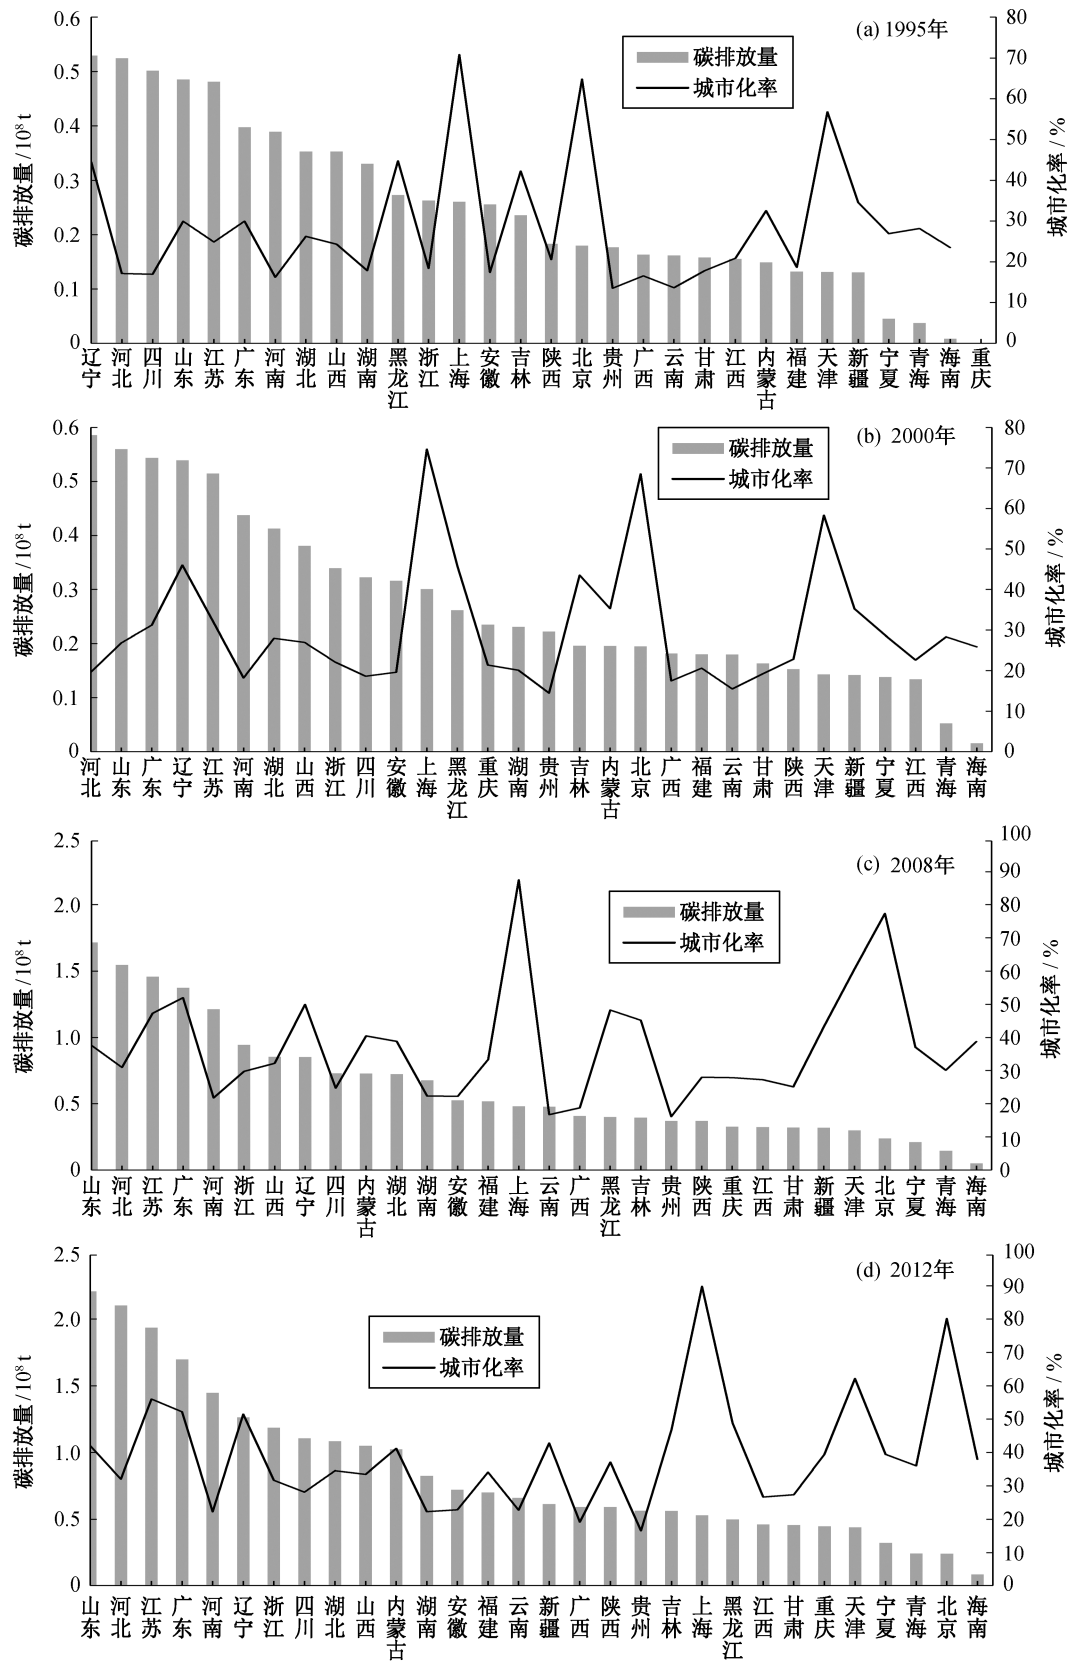 (a) 1995年
碳排放量
城市化率
碳排放量/10⁸t
城市化率/%
0.6
0.5
0.4
0.3
0.2
0.1
0
80
70
60
50
40
30
20
10
0
辽宁 河北 四川 山东 江苏 广东 河南 湖北 山西 湖南 黑龙江 浙江 上海 安徽 吉林 陕西 北京 贵州 广西 云南 甘肃 江西 内蒙古 福建 天津 新疆 宁夏 青海 海南 重庆
(b) 2000年
碳排放量
城市化率
碳排放量/10⁸t
城市化率/%
0.6
0.5
0.4
0.3
0.2
0.1
0
80
70
60
50
40
30
20
10
0
河北 山东 广东 辽宁 江苏 河南 湖北 山西 浙江 四川 安徽 上海 黑龙江 重庆 湖南 贵州 吉林 内蒙古 北京 广西 福建 云南 甘肃 陕西 天津 新疆 宁夏 江西 青海 海南
(c) 2008年
碳排放量
城市化率
碳排放量/10⁸t
城市化率/%
2.5
2.0
1.5
1.0
0.5
0
100
90
80
70
60
50
40
30
20
10
0
山东 河北 江苏 广东 河南 浙江 山西 辽宁 四川 内蒙古 湖北 湖南 安徽 福建 上海 云南 广西 黑龙江 吉林 贵州 陕西 重庆 江西 甘肃 新疆 天津 北京 宁夏 青海 海南
(d) 2012年
碳排放量
城市化率
碳排放量/10⁸t
城市化率/%
2.5
2.0
1.5
1.0
0.5
0
100
90
80
70
60
50
40
30
20
10
0
山东 河北 江苏 广东 河南 辽宁 浙江 四川 湖北 山西 内蒙古 湖南 安徽 福建 云南 新疆 广西 陕西 贵州 吉林 上海 黑龙江 江西 甘肃 重庆 天津 宁夏 青海 北京 海南